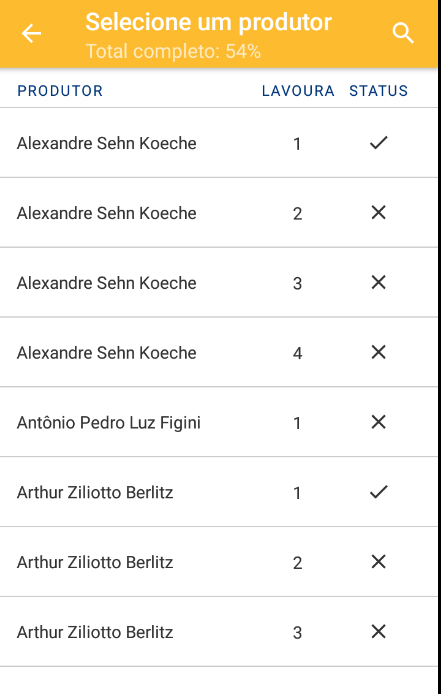 Selecione um produtor
Total completo: 54%
PRODUTOR LAVOURA STATUS
Alexandre Sehn Koeche 1
Alexandre Sehn Koeche 2
Alexandre Sehn Koeche 3
Alexandre Sehn Koeche 4
Antônio Pedro Luz Figini 1
Arthur Ziliotto Berlitz 1
Arthur Ziliotto Berlitz 2
Arthur Ziliotto Berlitz 3